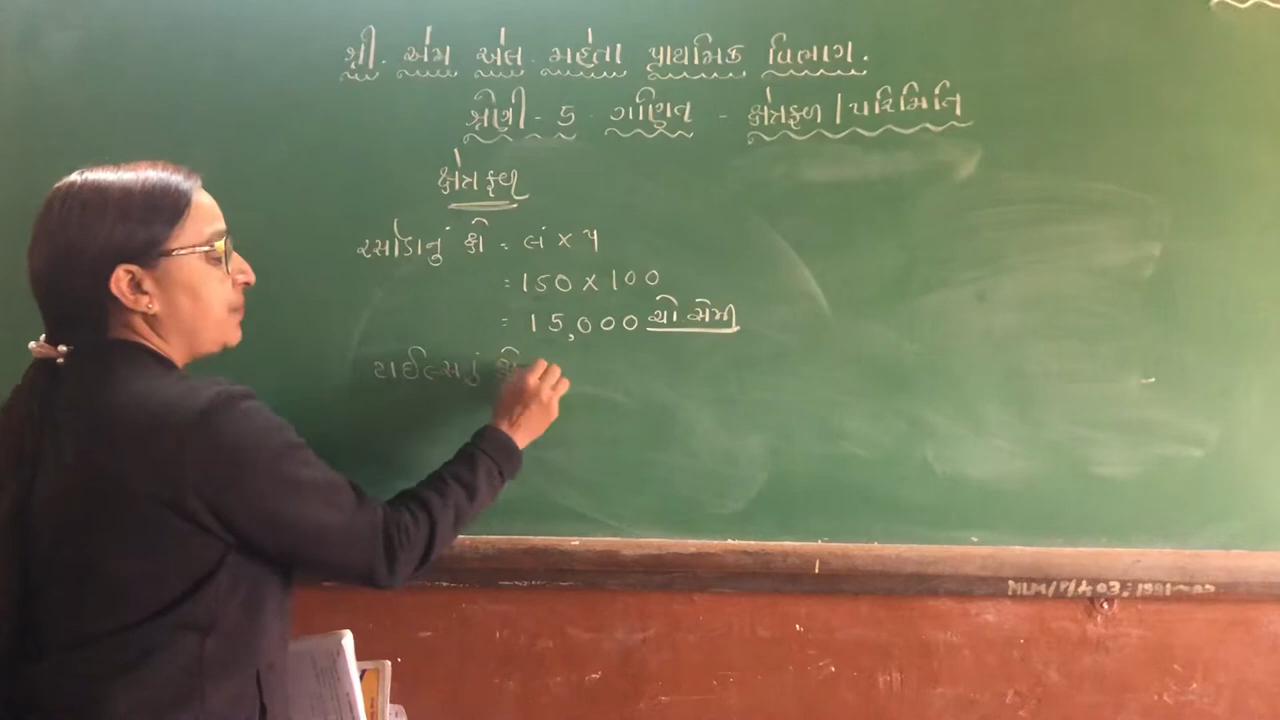 શ્રી. એમ એલ. મહેતા પ્રાથમિક વિભાગ.
શ્રેણી - 5 ગણિત - ક્ષેત્રફળ / પરિમિતિ
ક્ષેત્રફળ
રસોડાનું ક્ષે = લં × પ
= 150 × 100
= 15,000 ચો સેમી
ટાઈલ્સનું ક્ષે